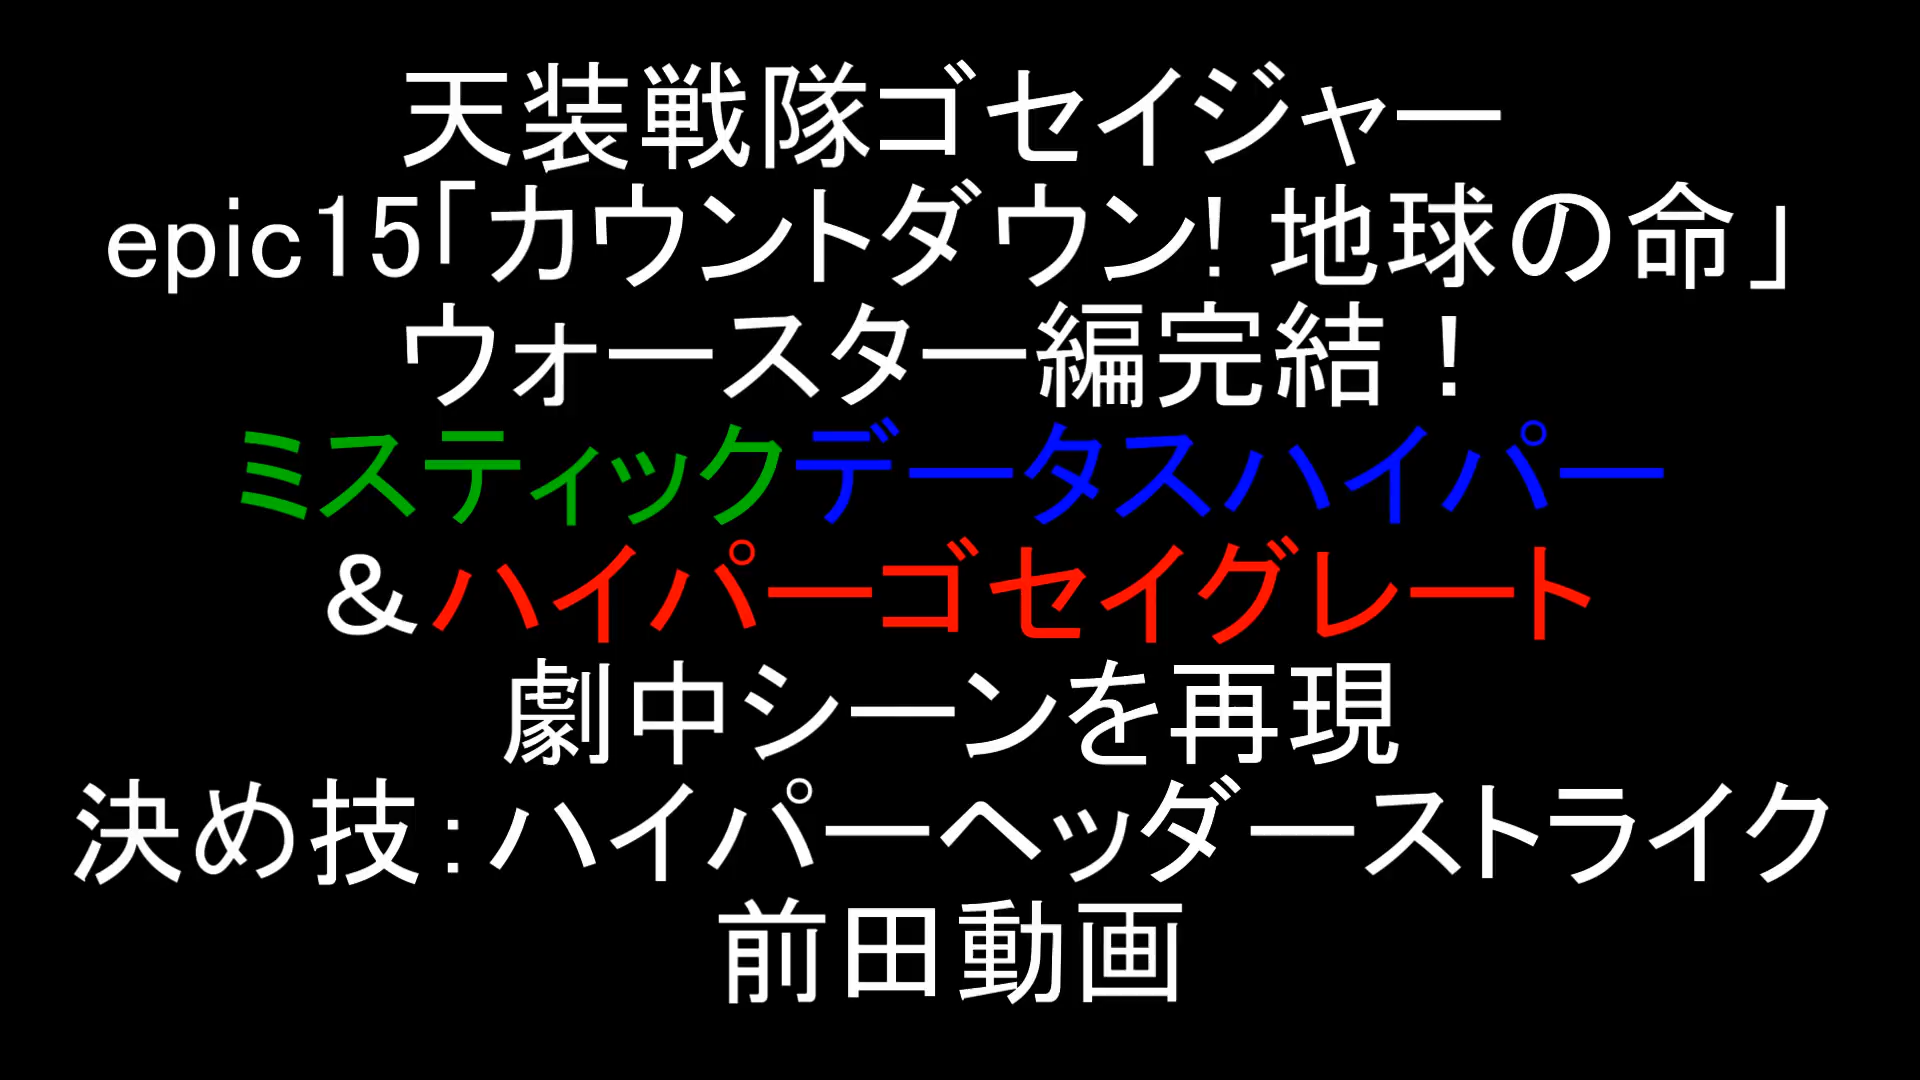 天装戦隊ゴセイジャー
epic15「カウントダウン! 地球の命」
ウォースター編完結！
ミスティックデータスハイパー
＆ハイパーゴセイグレート
劇中シーンを再現
決め技：ハイパーヘッダーストライク
前田動画